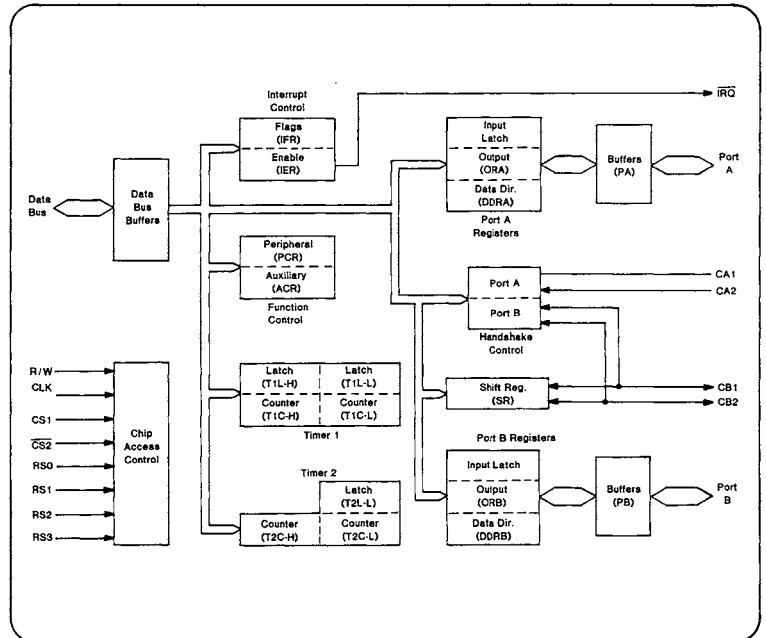 Interrupt
Control
Flags
(IFR)
Enable
(IER)
IRQ
Input
Latch
Output
(ORA)
Data Dir.
(DDRA)
Port A
Registers
Buffers
(PA)
Port
A
Data
Bus
Data
Bus
Buffers
Peripheral
(PCR)
Auxiliary
(ACR)
Function
Control
Port A
Port B
Handshake
Control
CA1
CA2
R/W
CLK
CS1
CS2
RS0
RS1
RS2
RS3
Chip
Access
Control
Latch
(T1L-H)
Latch
(T1L-L)
Counter
(T1C-H)
Counter
(T1C-L)
Timer 1
Shift Reg.
(SR)
CB1
CB2
Timer 2
Latch
(T2L-L)
Counter
(T2C-H)
Counter
(T2C-L)
Port B Registers
Input Latch
Output
(ORB)
Data Dir.
(DDRB)
Buffers
(PB)
Port
B